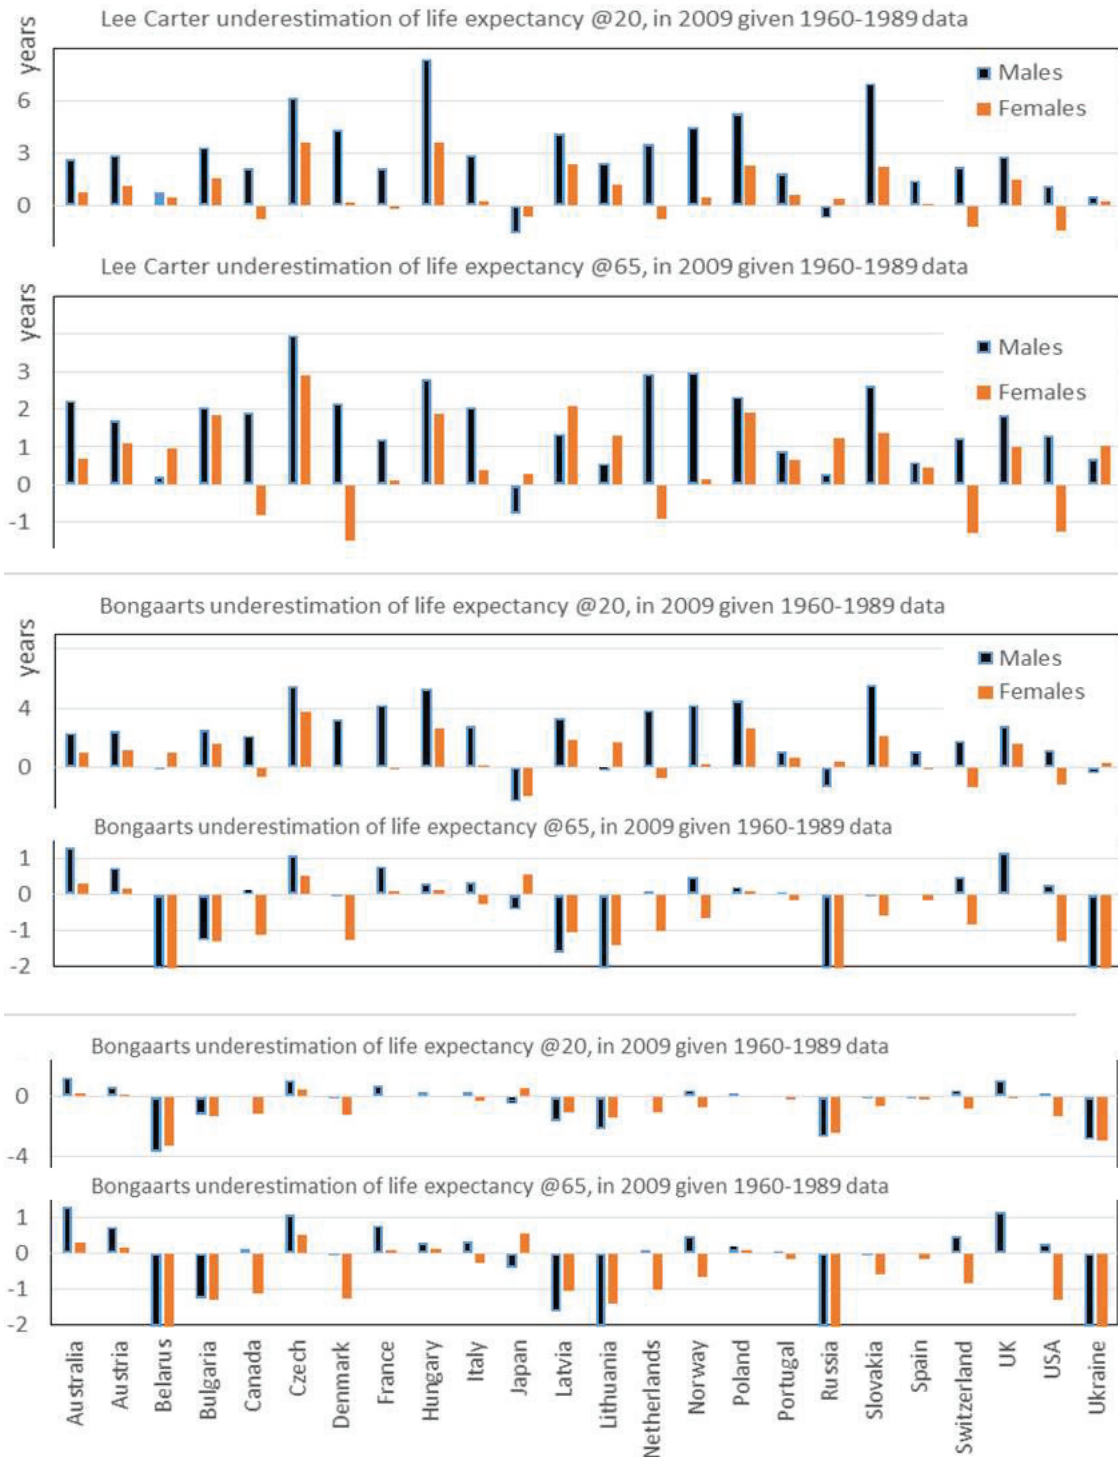 Lee Carter underestimation of life expectancy @20, in 2009 given 1960-1989 data
years
Males
6
Females
3
0
Lee Carter underestimation of life expectancy @65, in 2009 given 1960-1989 data
years
Males
3
Females
2
1
0
-1
Bongaarts underestimation of life expectancy @20, in 2009 given 1960-1989 data
years
Males
Females
4
0
Bongaarts underestimation of life expectancy @65, in 2009 given 1960-1989 data
1
0
-1
-2
Bongaarts underestimation of life expectancy @20, in 2009 given 1960-1989 data
0
-4
Bongaarts underestimation of life expectancy @65, in 2009 given 1960-1989 data
1
0
-1
-2
Australia
Austria
Belarus
Bulgaria
Canada
Czech
Denmark
France
Hungary
Italy
Japan
Latvia
Lithuania
Netherlands
Norway
Poland
Portugal
Russia
Slovakia
Spain
Switzerland
UK
USA
Ukraine